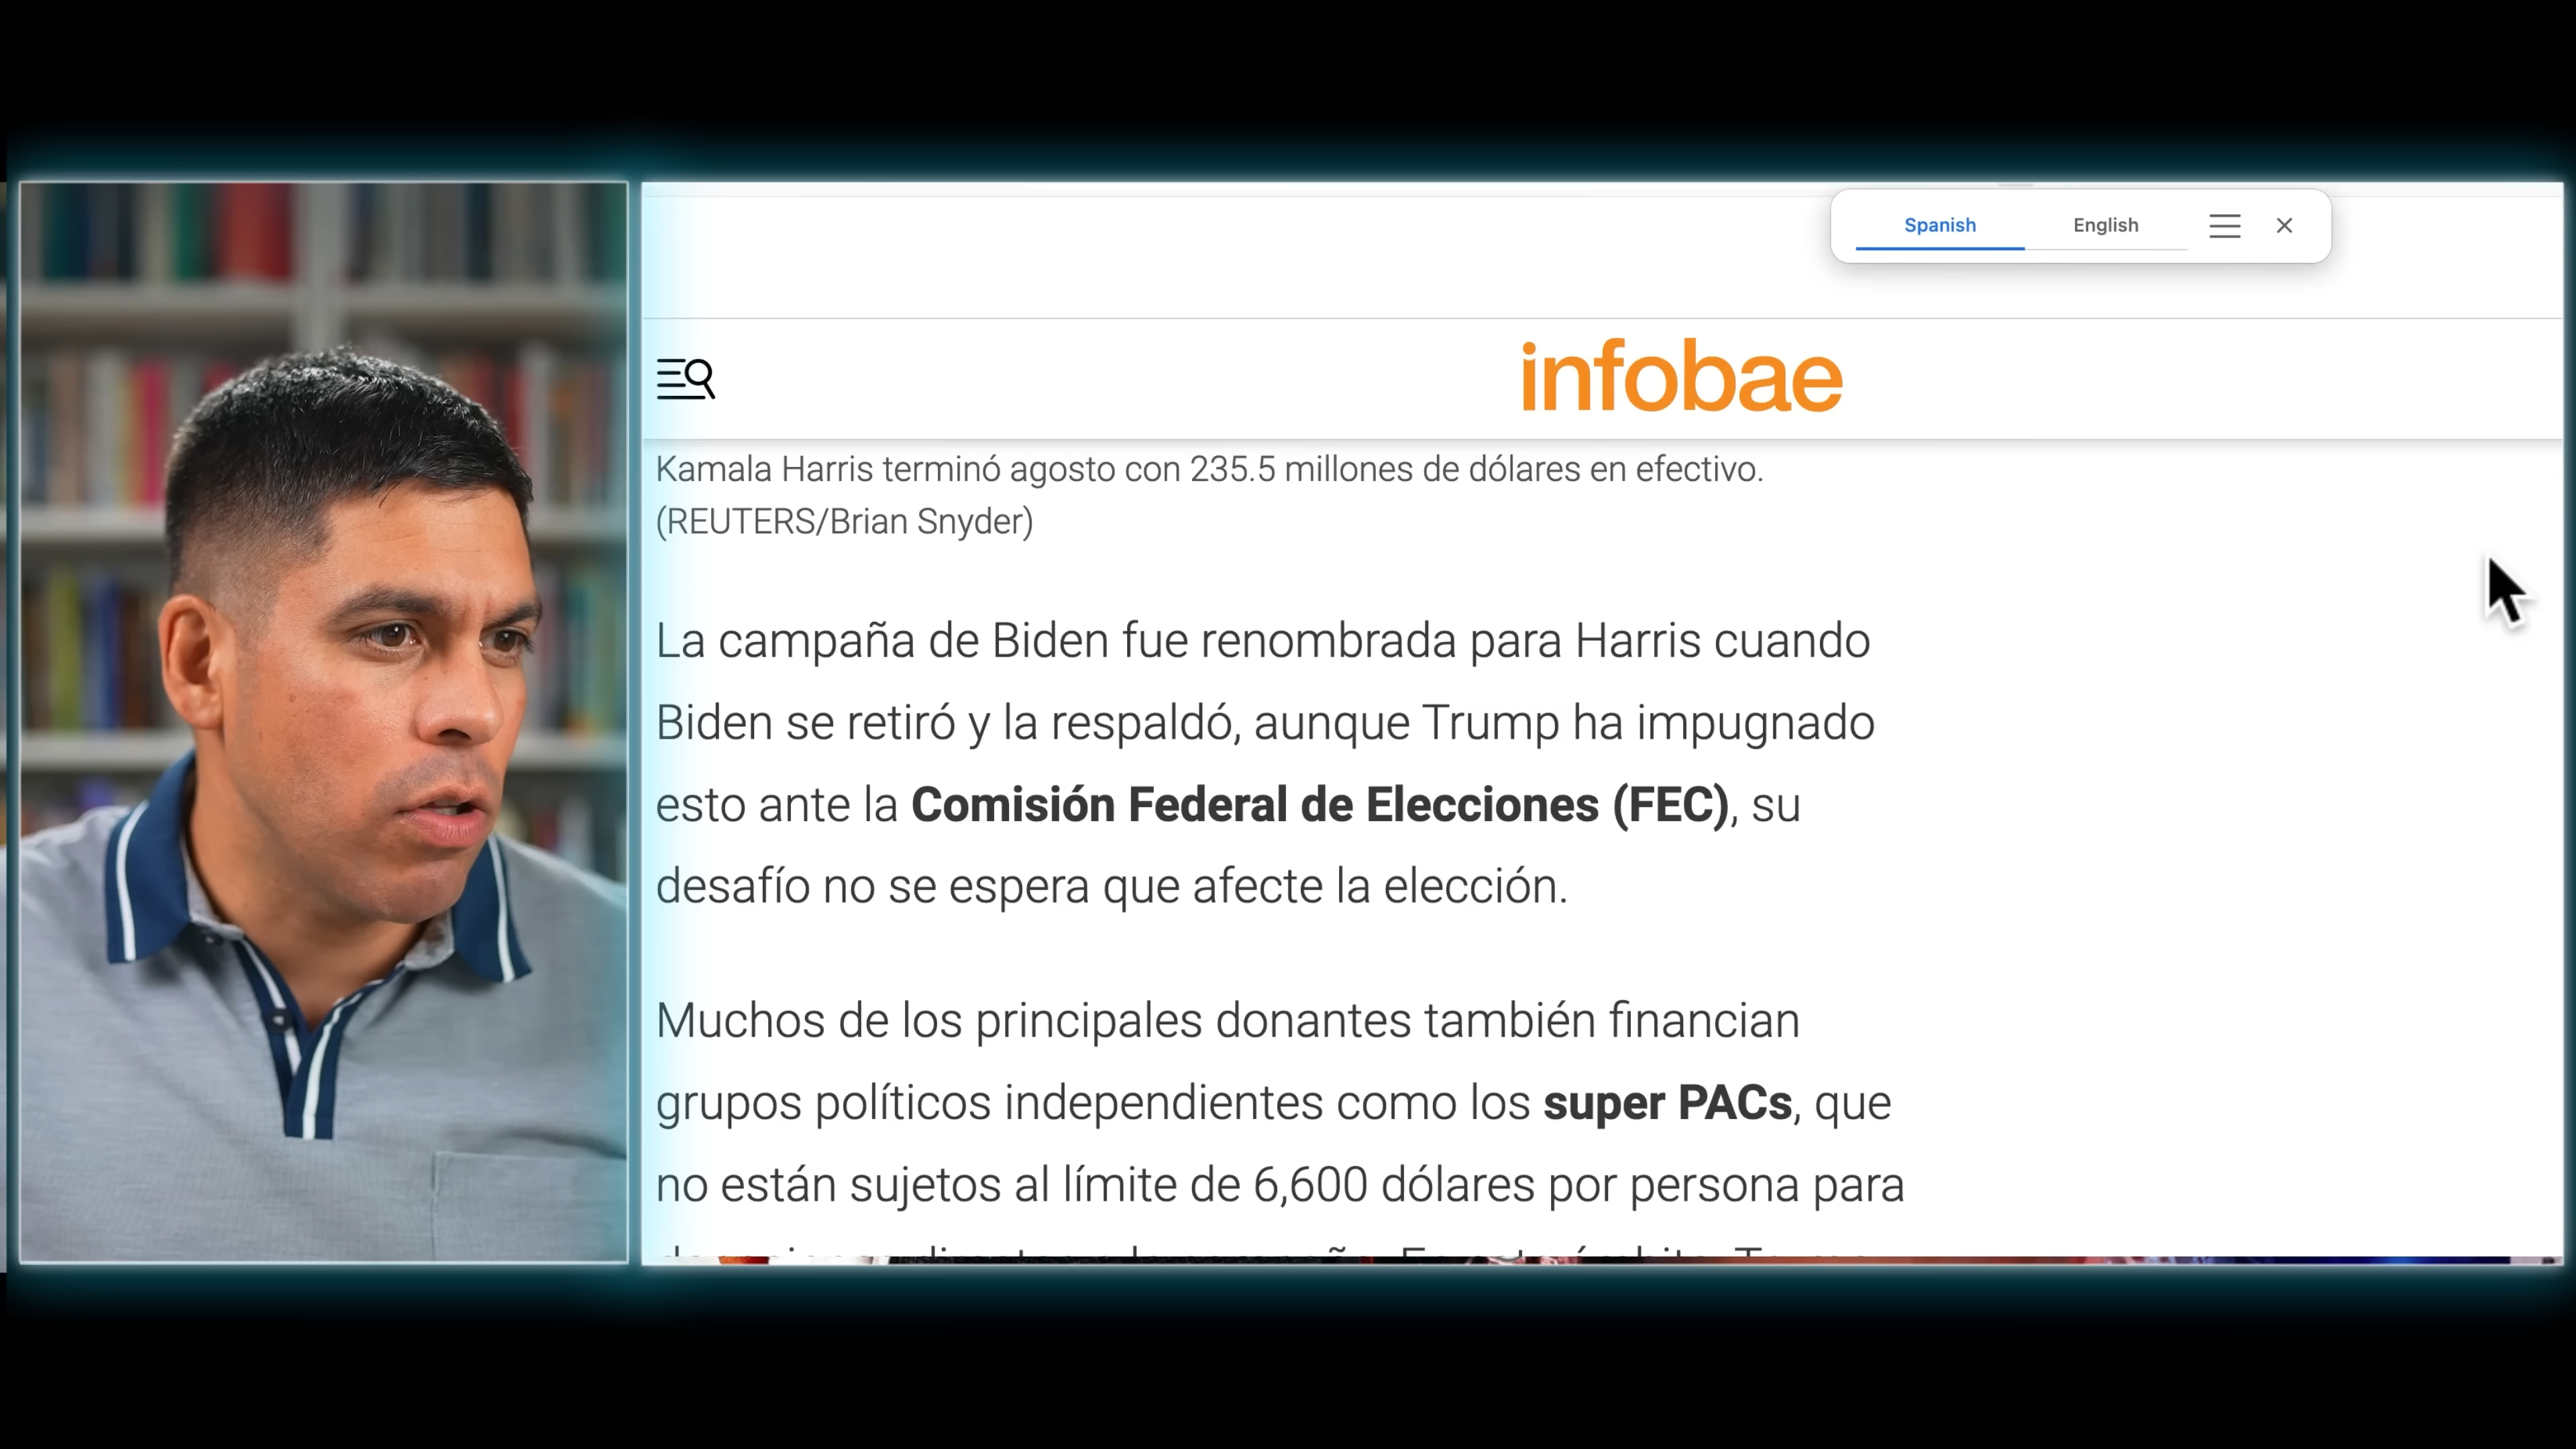 Spanish
English
infobae
Kamala Harris terminó agosto con 235.5 millones de dólares en efectivo.
(REUTERS/Brian Snyder)
La campaña de Biden fue renombrada para Harris cuando
Biden se retiró y la respaldó, aunque Trump ha impugnado
esto ante la Comisión Federal de Elecciones (FEC), su
desafío no se espera que afecte la elección.
Muchos de los principales donantes también financian
grupos políticos independientes como los super PACs, que
no están sujetos al límite de 6,600 dólares por persona para